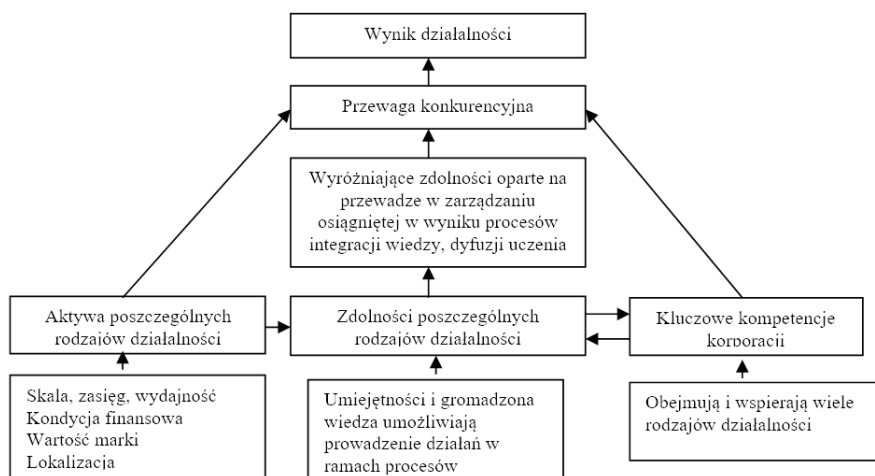 Wynik działalności
Przewaga konkurencyjna
Wyróżniające zdolności oparte na
przewadze w zarządzaniu
osiągniętej w wyniku procesów
integracji wiedzy, dyfuzji uczenia
Aktywa poszczególnych
rodzajów działalności
Zdolności poszczególnych
rodzajów działalności
Kluczowe kompetencje
korporacji
Skala, zasięg, wydajność
Kondycja finansowa
Wartość marki
Lokalizacja
Umiejętności i gromadzona
wiedza umożliwiają
prowadzenie działań w
ramach procesów
Obejmują i wspierają wiele
rodzajów działalności